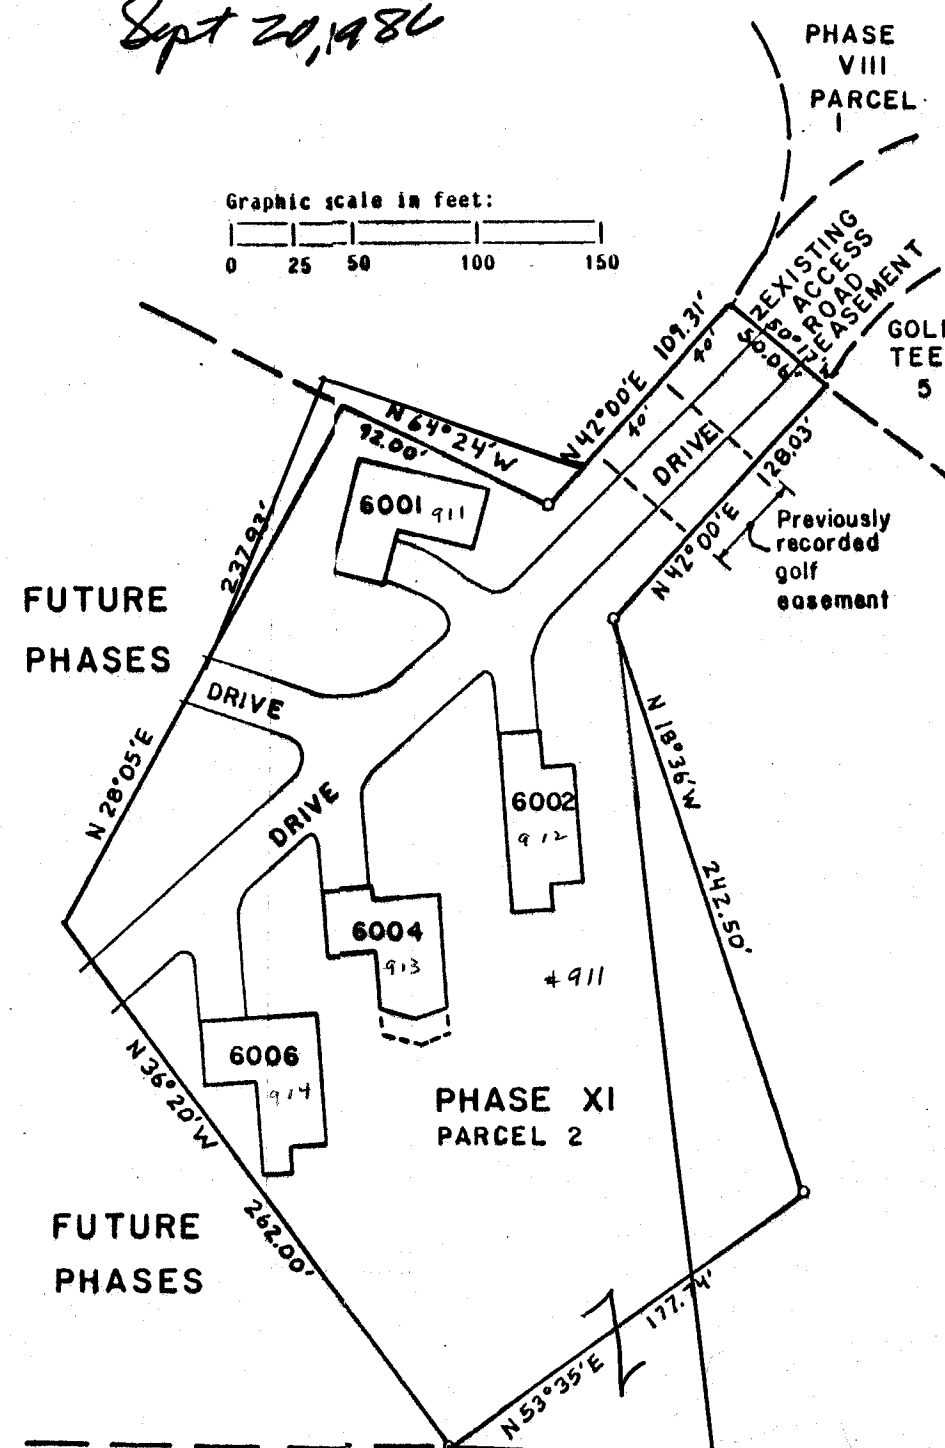 Sept 20, 1986
PHASE
VIII
PARCEL
1
Graphic scale in feet:
0 25 50 100 150
EXISTING
ACCESS
ROAD
EASEMENT
GOLF
TEE
5
N 42°00'E 109.31'
40'
40'
50.06'
DRIVE
N 64°24'W
92.00'
6001 911
N 42°00'E 128.03'
Previously
recorded
golf
easement
237.93'
N 28°05'E
FUTURE
PHASES
DRIVE
DRIVE
6002
912
N 18°36'W
242.50'
6004
913
#911
6006
914
PHASE XI
PARCEL 2
N 36°20'W
262.00'
FUTURE
PHASES
N 53°35'E
177.74'